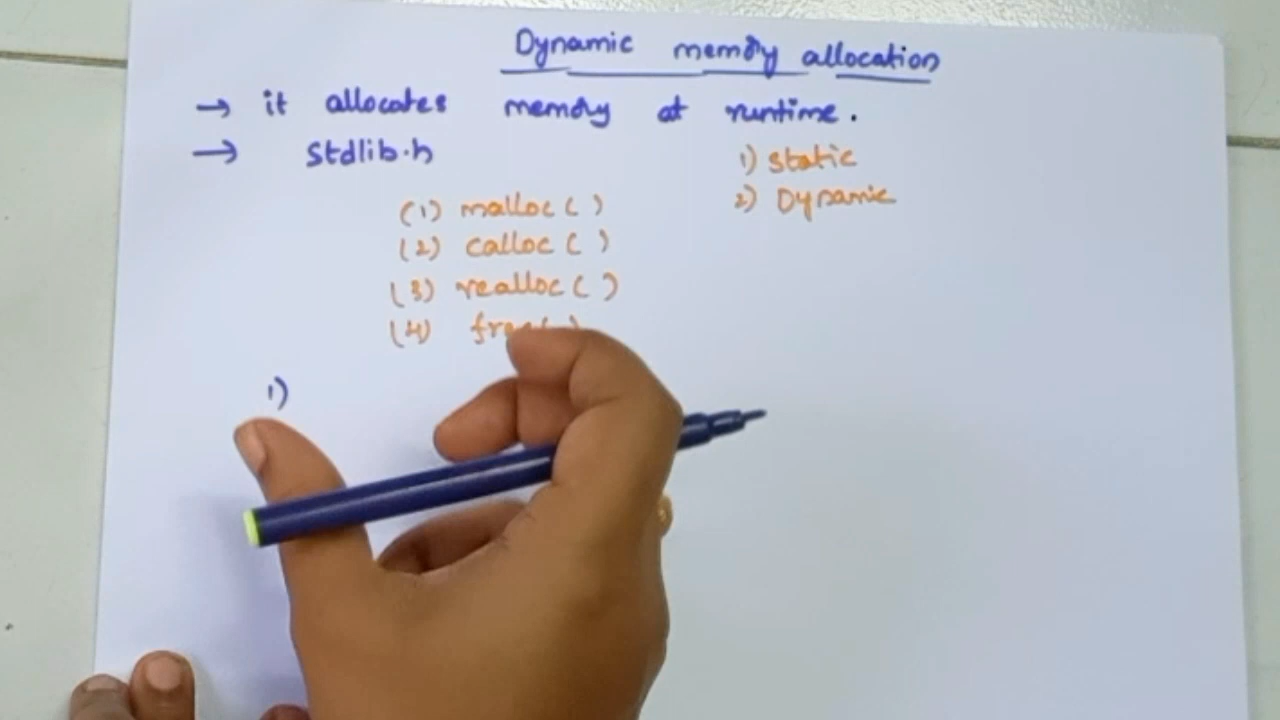 Dynamic memory allocation
→ it allocates memory at runtime.
→ stdlib.h
1) static
2) Dynamic
(1) malloc( )
(2) calloc( )
(3) realloc( )
(4) free( )
1)